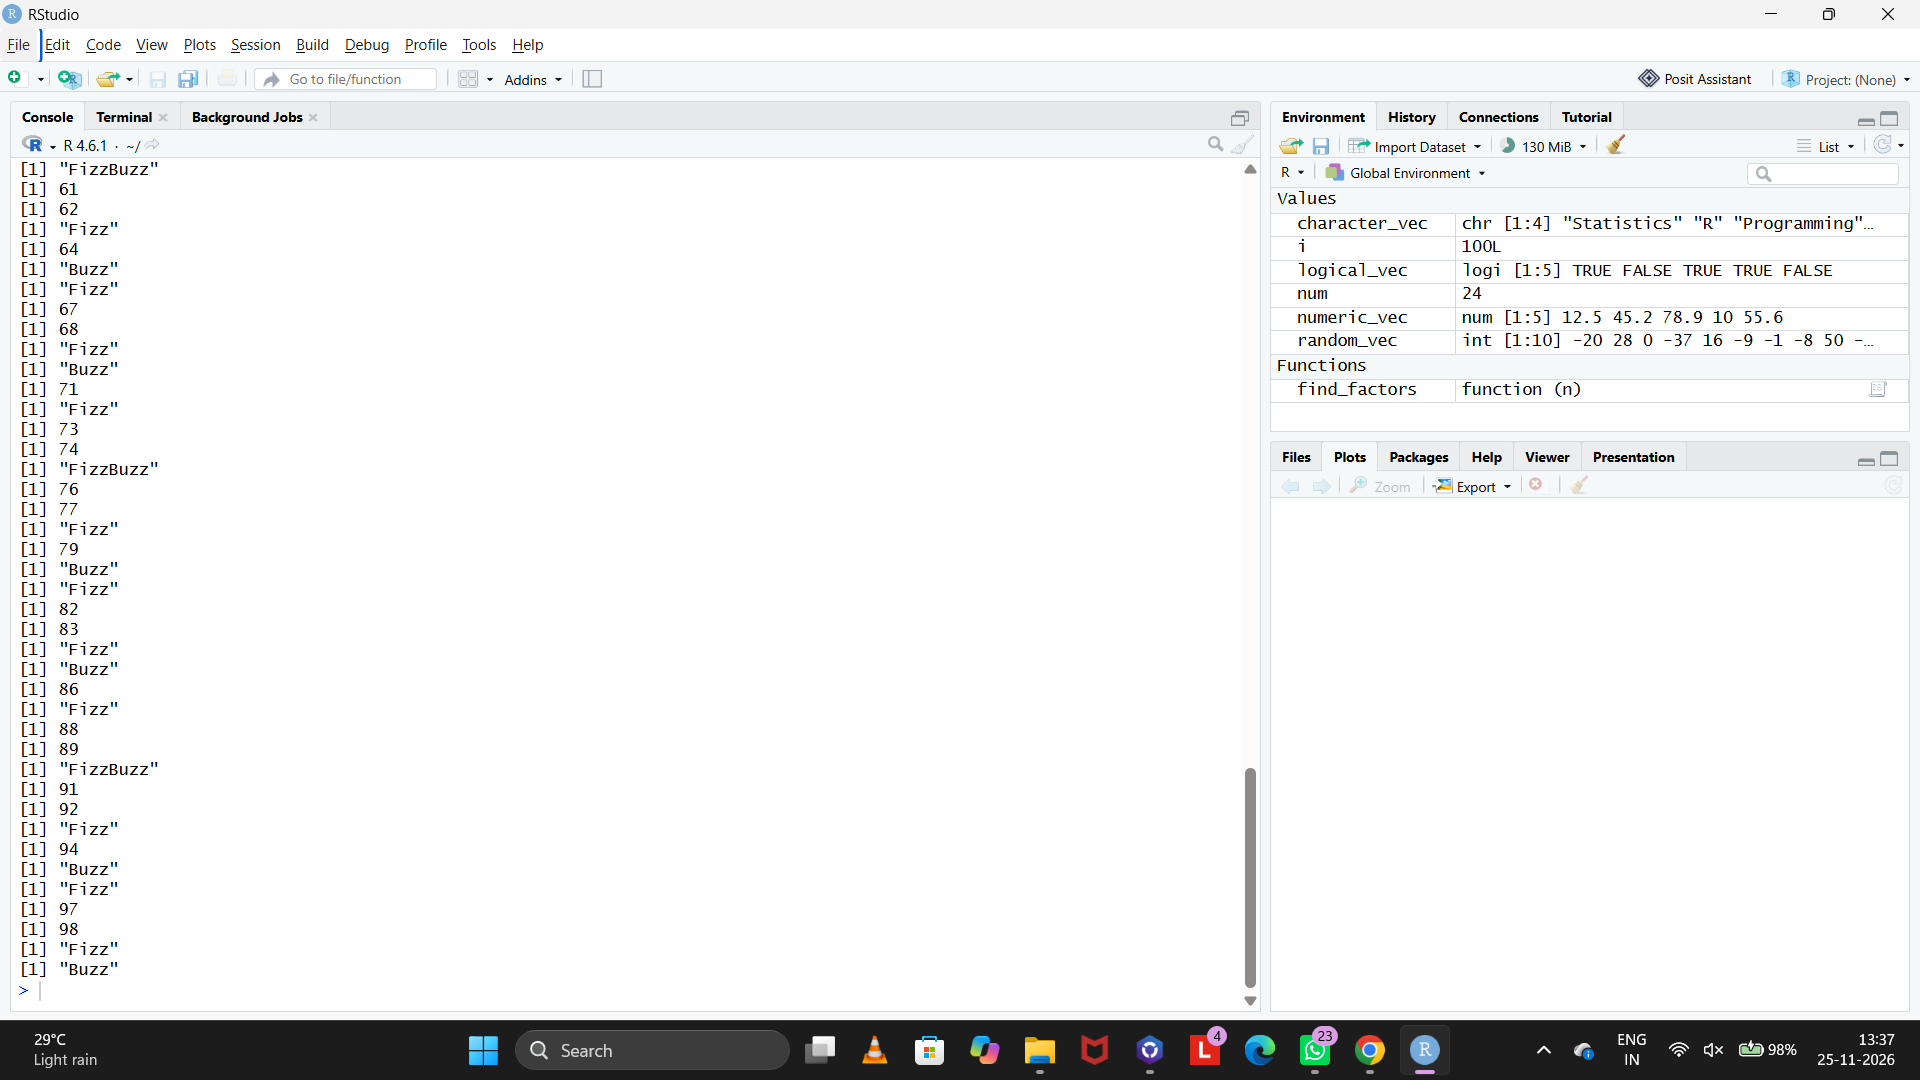 RStudio
File Edit Code View Plots Session Build Debug Profile Tools Help
Go to file/function Addins Posit Assistant Project: (None)
Console Terminal Background Jobs
R 4.6.1 · ~/
[1] "FizzBuzz"
[1] 61
[1] 62
[1] "Fizz"
[1] 64
[1] "Buzz"
[1] "Fizz"
[1] 67
[1] 68
[1] "Fizz"
[1] "Buzz"
[1] 71
[1] "Fizz"
[1] 73
[1] 74
[1] "FizzBuzz"
[1] 76
[1] 77
[1] "Fizz"
[1] 79
[1] "Buzz"
[1] "Fizz"
[1] 82
[1] 83
[1] "Fizz"
[1] "Buzz"
[1] 86
[1] "Fizz"
[1] 88
[1] 89
[1] "FizzBuzz"
[1] 91
[1] 92
[1] "Fizz"
[1] 94
[1] "Buzz"
[1] "Fizz"
[1] 97
[1] 98
[1] "Fizz"
[1] "Buzz"
>
Environment History Connections Tutorial
Import Dataset 130 MiB List
R Global Environment
Values
character_vec chr [1:4] "Statistics" "R" "Programming"…
i 100L
logical_vec logi [1:5] TRUE FALSE TRUE TRUE FALSE
num 24
numeric_vec num [1:5] 12.5 45.2 78.9 10 55.6
random_vec int [1:10] -20 28 0 -37 16 -9 -1 -8 50 -…
Functions
find_factors function (n)
Files Plots Packages Help Viewer Presentation
Zoom Export
29°C
Light rain
Search
4
23
ENG
IN
98%
13:37
25-11-2026